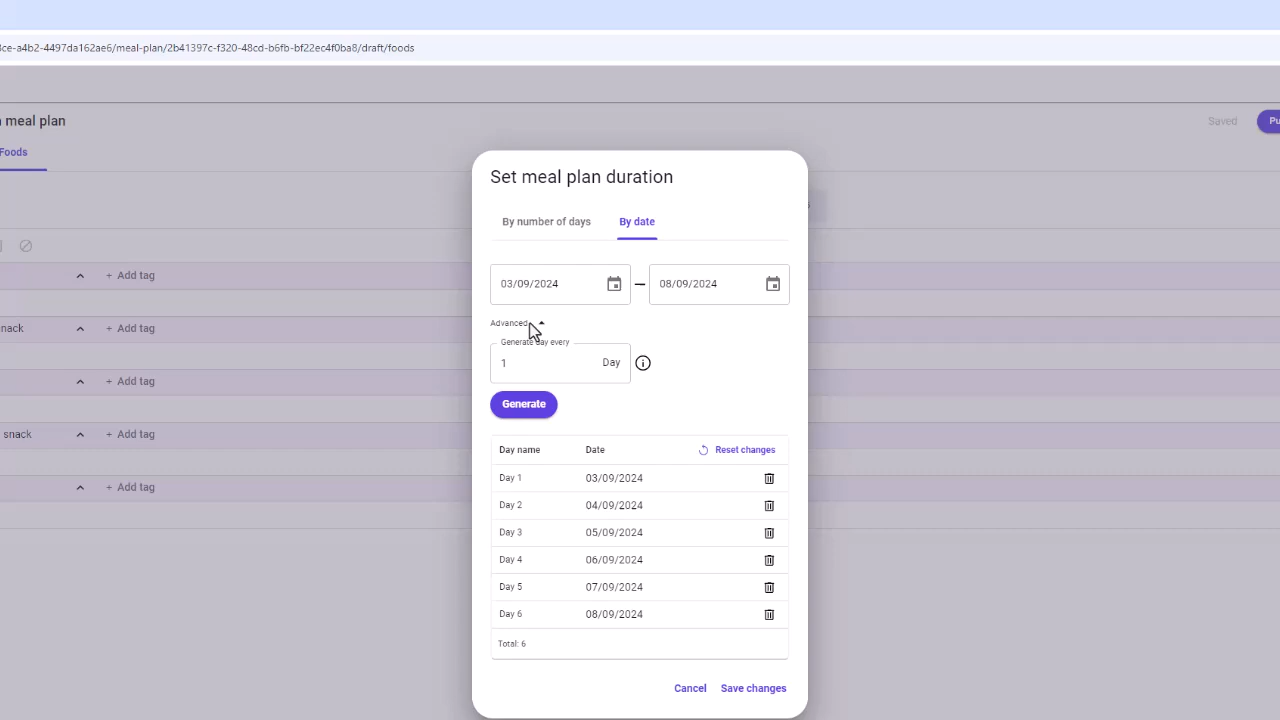 8ce-a4b2-4497da162ae6/meal-plan/2b41397c-f320-48cd-b6fb-bf22ec4f0ba8/draft/foods
meal plan
Saved
Foods
Set meal plan duration
By number of days
By date
+ Add tag
03/09/2024
08/09/2024
Advanced
snack
+ Add tag
Generate day every
1
Day
+ Add tag
Generate
snack
+ Add tag
Day name
Date
Reset changes
Day 1
03/09/2024
+ Add tag
Day 2
04/09/2024
Day 3
05/09/2024
Day 4
06/09/2024
Day 5
07/09/2024
Day 6
08/09/2024
Total: 6
Cancel
Save changes